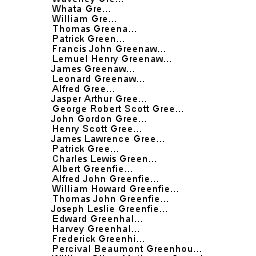 Whata Gre...
William Gre...
Thomas Greena...
Patrick Green...
Francis John Greenaw...
Lemuel Henry Greenaw...
James Greenaw...
Leonard Greenaw...
Alfred Gree...
Jasper Arthur Gree...
George Robert Scott Gree...
John Gordon Gree...
Henry Scott Gree...
James Lawrence Gree...
Patrick Gree...
Charles Lewis Green...
Albert Greenfie...
Alfred John Greenfie...
William Howard Greenfie...
Thomas John Greenfie...
Joseph Leslie Greenfie...
Edward Greenhal...
Harvey Greenhal...
Frederick Greenhi...
Percival Beaumont Greenhou...